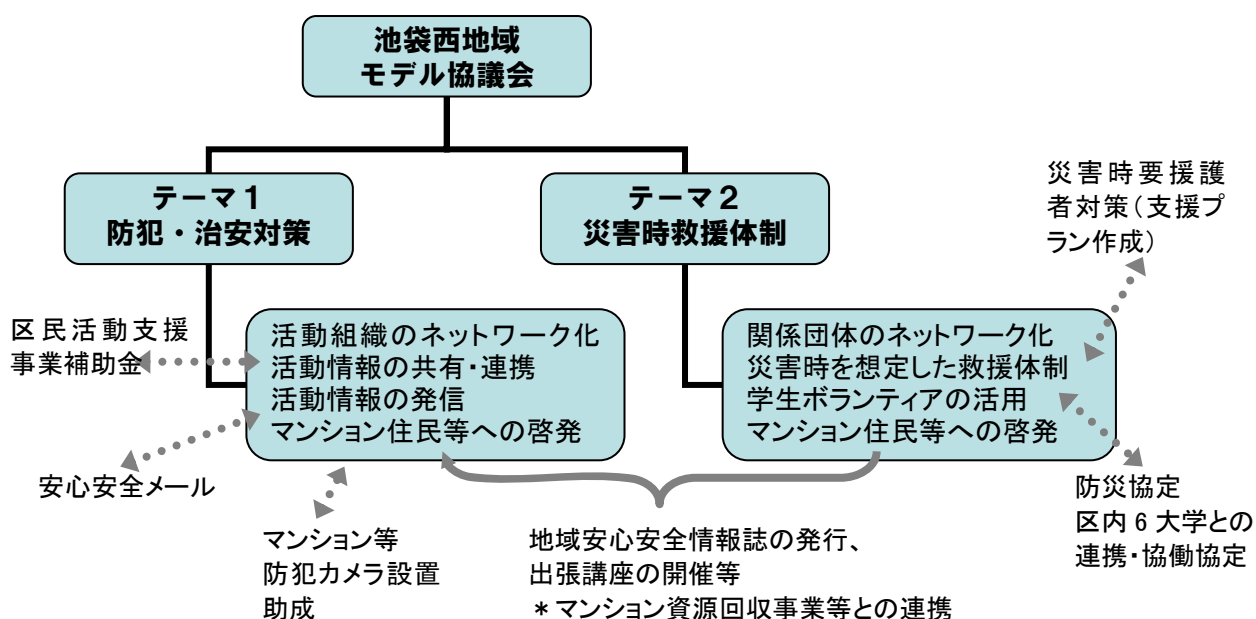 池袋西地域
モデル協議会
テーマ１
防犯・治安対策
テーマ２
災害時救援体制
災害時要援護
者対策（支援プ
ラン作成）
区民活動支援
事業補助金
活動組織のネットワーク化
活動情報の共有・連携
活動情報の発信
マンション住民等への啓発
関係団体のネットワーク化
災害時を想定した救援体制
学生ボランティアの活用
マンション住民等への啓発
安心安全メール
防災協定
区内 6 大学との
連携・協働協定
マンション等
防犯カメラ設置
助成
地域安心安全情報誌の発行、
出張講座の開催等
＊マンション資源回収事業等との連携